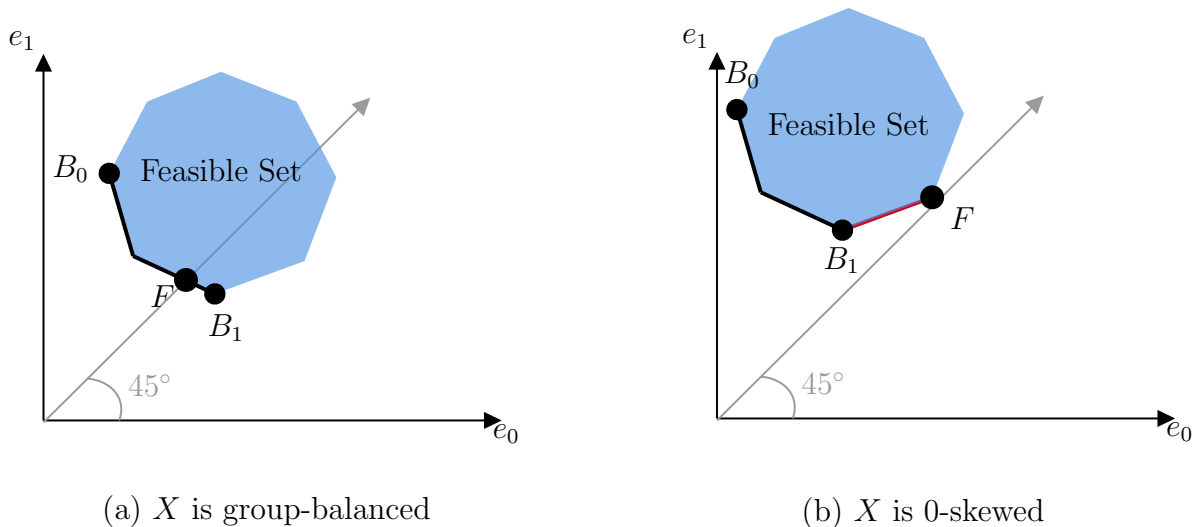 e₁
B₀
Feasible Set
F
B₁
45°
e₀
(a) X is group-balanced
e₁
B₀
Feasible Set
F
B₁
45°
e₀
(b) X is 0-skewed